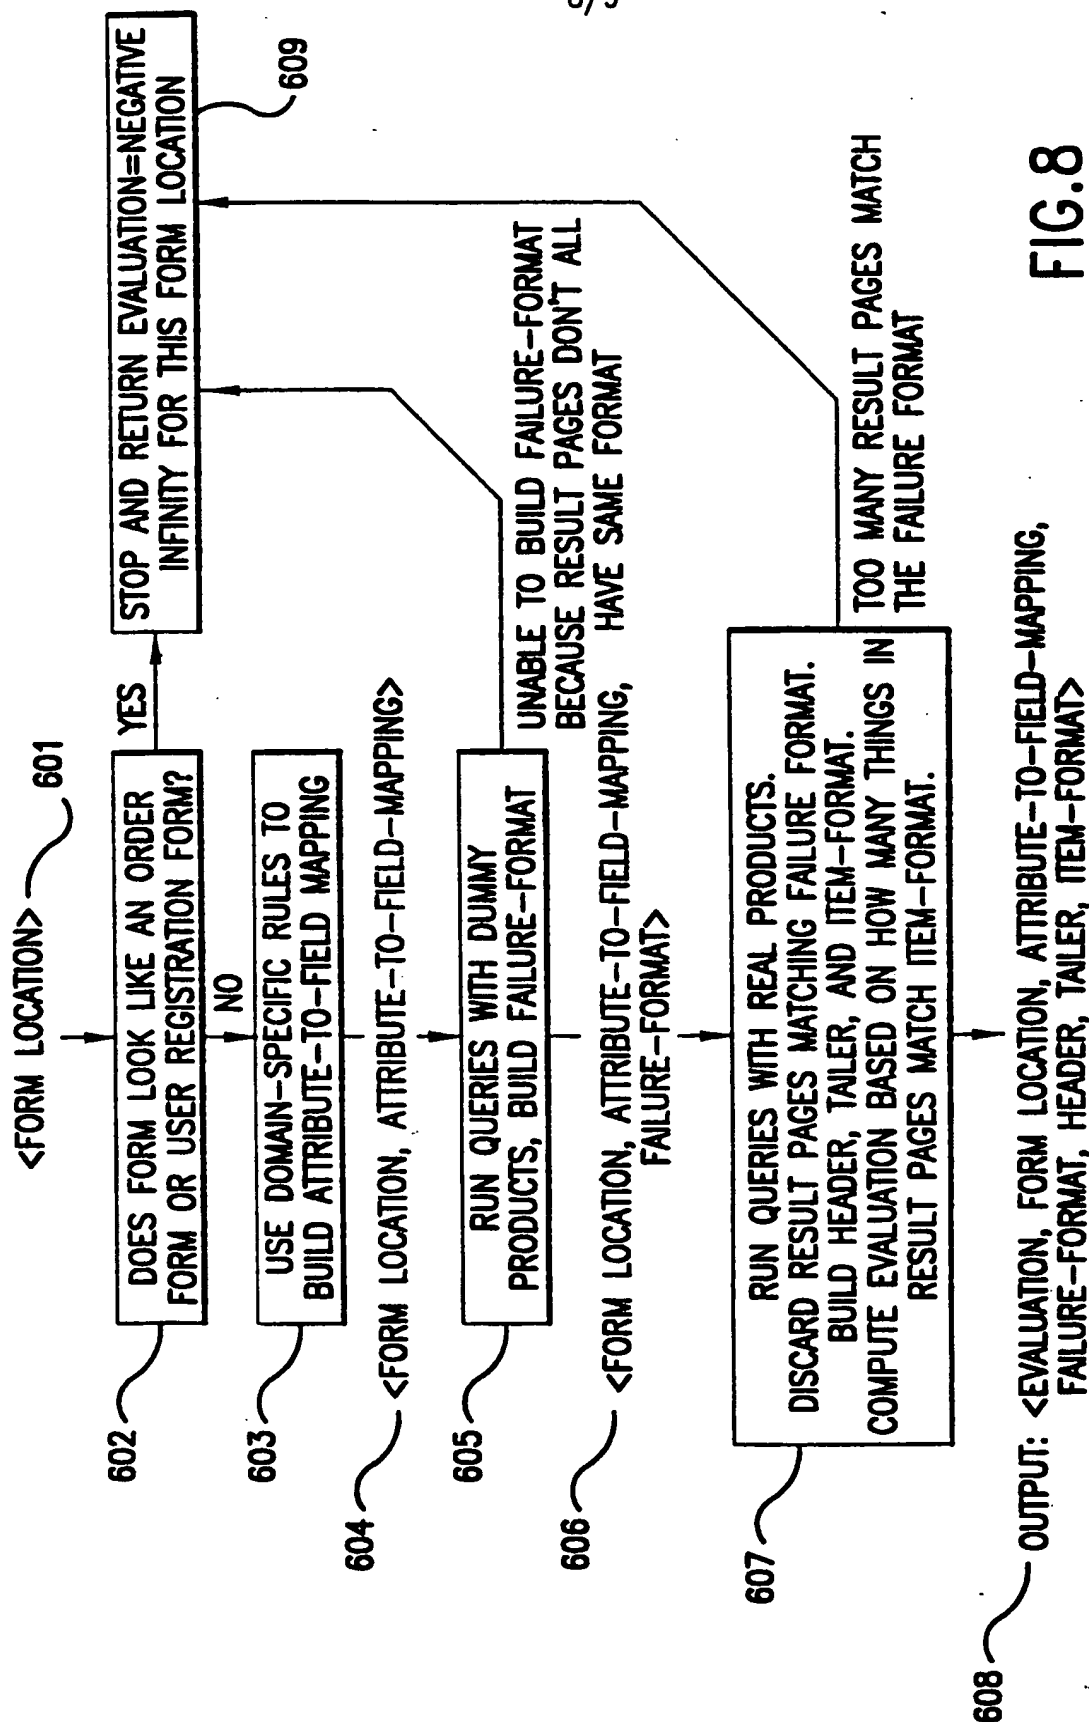 <FORM LOCATION>
601
DOES FORM LOOK LIKE AN ORDER
FORM OR USER REGISTRATION FORM?
602
YES
STOP AND RETURN EVALUATION=NEGATIVE
INFINITY FOR THIS FORM LOCATION
609
NO
USE DOMAIN-SPECIFIC RULES TO
BUILD ATTRIBUTE-TO-FIELD MAPPING
603
604
<FORM LOCATION, ATTRIBUTE-TO-FIELD-MAPPING>
RUN QUERIES WITH DUMMY
PRODUCTS, BUILD FAILURE-FORMAT
605
UNABLE TO BUILD FAILURE-FORMAT
BECAUSE RESULT PAGES DON'T ALL
HAVE SAME FORMAT
606
<FORM LOCATION, ATTRIBUTE-TO-FIELD-MAPPING,
FAILURE-FORMAT>
RUN QUERIES WITH REAL PRODUCTS.
DISCARD RESULT PAGES MATCHING FAILURE FORMAT.
BUILD HEADER, TAILER, AND ITEM-FORMAT.
COMPUTE EVALUATION BASED ON HOW MANY THINGS IN
RESULT PAGES MATCH ITEM-FORMAT.
607
TOO MANY RESULT PAGES MATCH
THE FAILURE FORMAT
608
OUTPUT: <EVALUATION, FORM LOCATION, ATTRIBUTE-TO-FIELD-MAPPING,
FAILURE-FORMAT, HEADER, TAILER, ITEM-FORMAT>
FIG.8